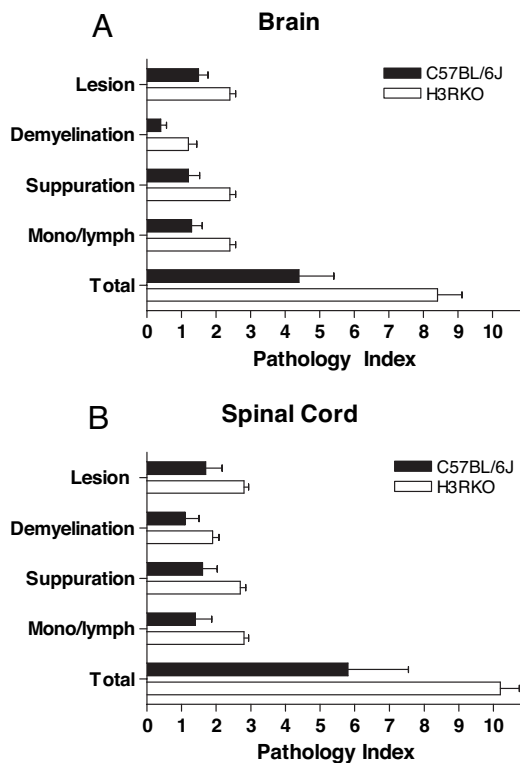 A
Brain
C57BL/6J
H3RKO
Lesion
Demyelination
Suppuration
Mono/lymph
Total
0 1 2 3 4 5 6 7 8 9 10
Pathology Index
B
Spinal Cord
C57BL/6J
H3RKO
Lesion
Demyelination
Suppuration
Mono/lymph
Total
0 1 2 3 4 5 6 7 8 9 10
Pathology Index